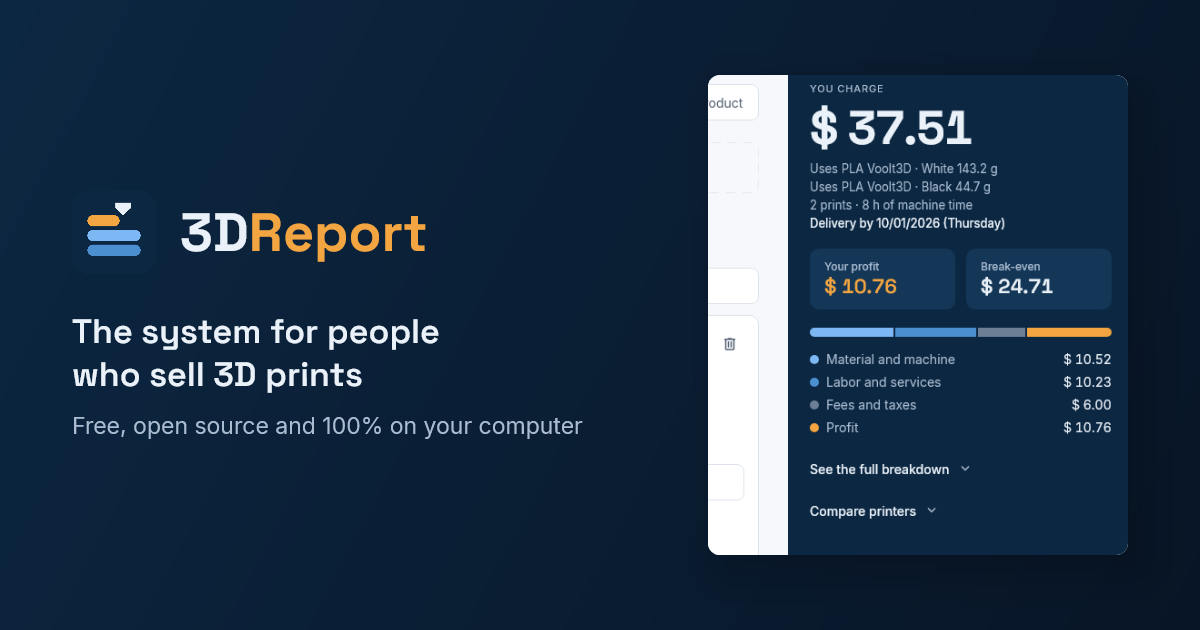 3DReport
The system for people
who sell 3D prints
Free, open source and 100% on your computer
oduct
YOU CHARGE
$ 37.51
Uses PLA Voolt3D · White 143.2 g
Uses PLA Voolt3D · Black 44.7 g
2 prints · 8 h of machine time
Delivery by 10/01/2026 (Thursday)
Your profit
$ 10.76
Break-even
$ 24.71
Material and machine $ 10.52
Labor and services $ 10.23
Fees and taxes $ 6.00
Profit $ 10.76
See the full breakdown
Compare printers